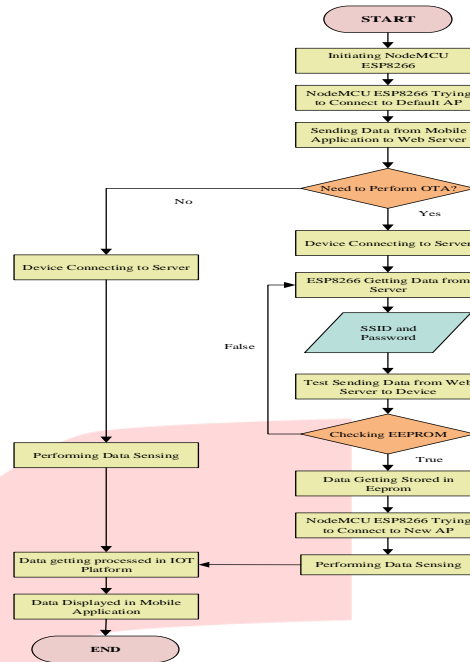 START
Initiating NodeMCU
ESP8266
NodeMCU ESP8266 Trying
to Connect to Default AP
Sending Data from Mobile
Application to Web Server
Need to Perform OTA?
No
Yes
Device Connecting to Server
Device Connecting to Server
ESP8266 Getting Data from
Server
SSID and
Password
False
Test Sending Data from Web
Server to Device
Checking EEPROM
True
Performing Data Sensing
Data Getting Stored in
Eeprom
NodeMCU ESP8266 Trying
to Connect to New AP
Performing Data Sensing
Data getting processed in IOT
Platform
Data Displayed in Mobile
Application
END